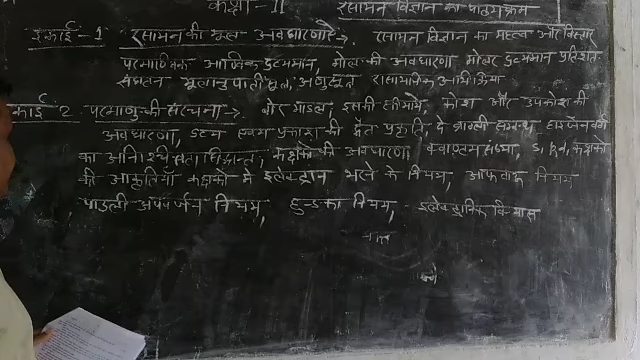 कक्षा - 11 रसायन विज्ञान का पाठ्यक्रम
इकाई - 1 रसायन की मूल अवधारणाऐं → रसायन विज्ञान का महत्व और विस्तार
परमाण्विक आण्विक द्रव्यमान, मोल की अवधारणा मोलर द्रव्यमान प्रतिशत-
संघटन मूलानुपाती सूत्र, अणुसूत्र रासायनिक अभिक्रिया
काई 2 परमाणु की संरचना → बोर माडल, इसकी सीमायें, कोश और उपकोश की
अवधारणा, द्रव्य एवम प्रकाश की द्वैत प्रकृति, दे ब्राग्ली सम्बन्ध, हाइजेनबर्ग
का अनिश्चितता सिद्धान्त, कक्षकों की अवधारणा क्वाण्टम संख्या, s, p, d, कक्षकों
की आकृतियाँ कक्षकों मे इलेक्ट्रान भरने के नियम, आफबाऊ नियम
पाउली अपवर्जन नियम, हुन्ड का नियम, इलेक्ट्रानिक विन्यास